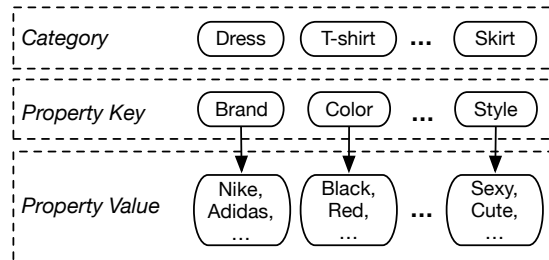 Category Dress T-shirt ... Skirt
Property Key Brand Color ... Style
Property Value
Nike, Black, Sexy,
Adidas, Red, ... Cute,
... ... ...